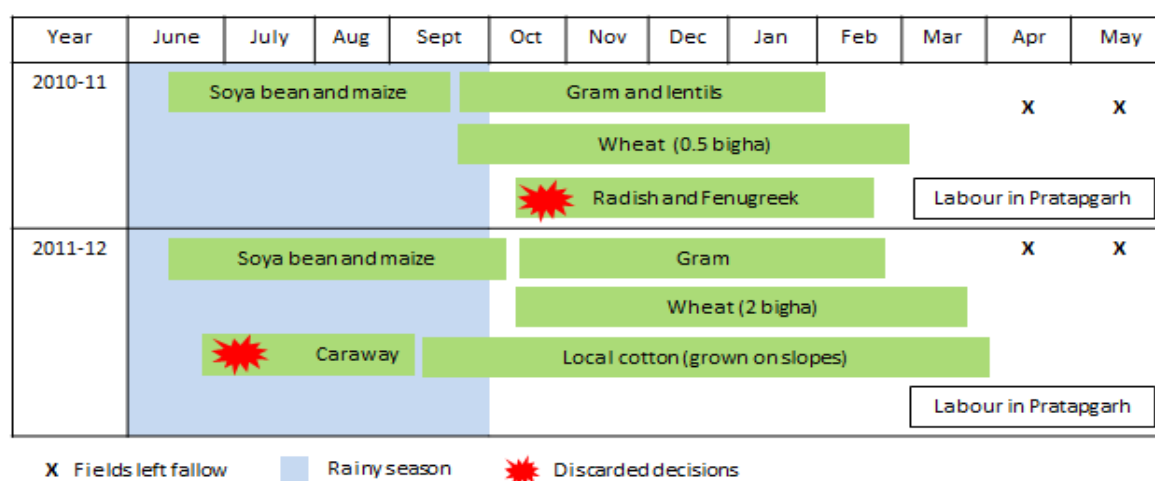 Year June July Aug Sept Oct Nov Dec Jan Feb Mar Apr May
2010-11 Soya bean and maize Gram and lentils
X X
Wheat (0.5 bigha)
Radish and Fenugreek Labour in Pratapgarh
2011-12 Soya bean and maize Gram X X
Wheat (2 bigha)
Caraway Local cotton (grown on slopes)
Labour in Pratapgarh
X Fields left fallow Rainy season Discarded decisions